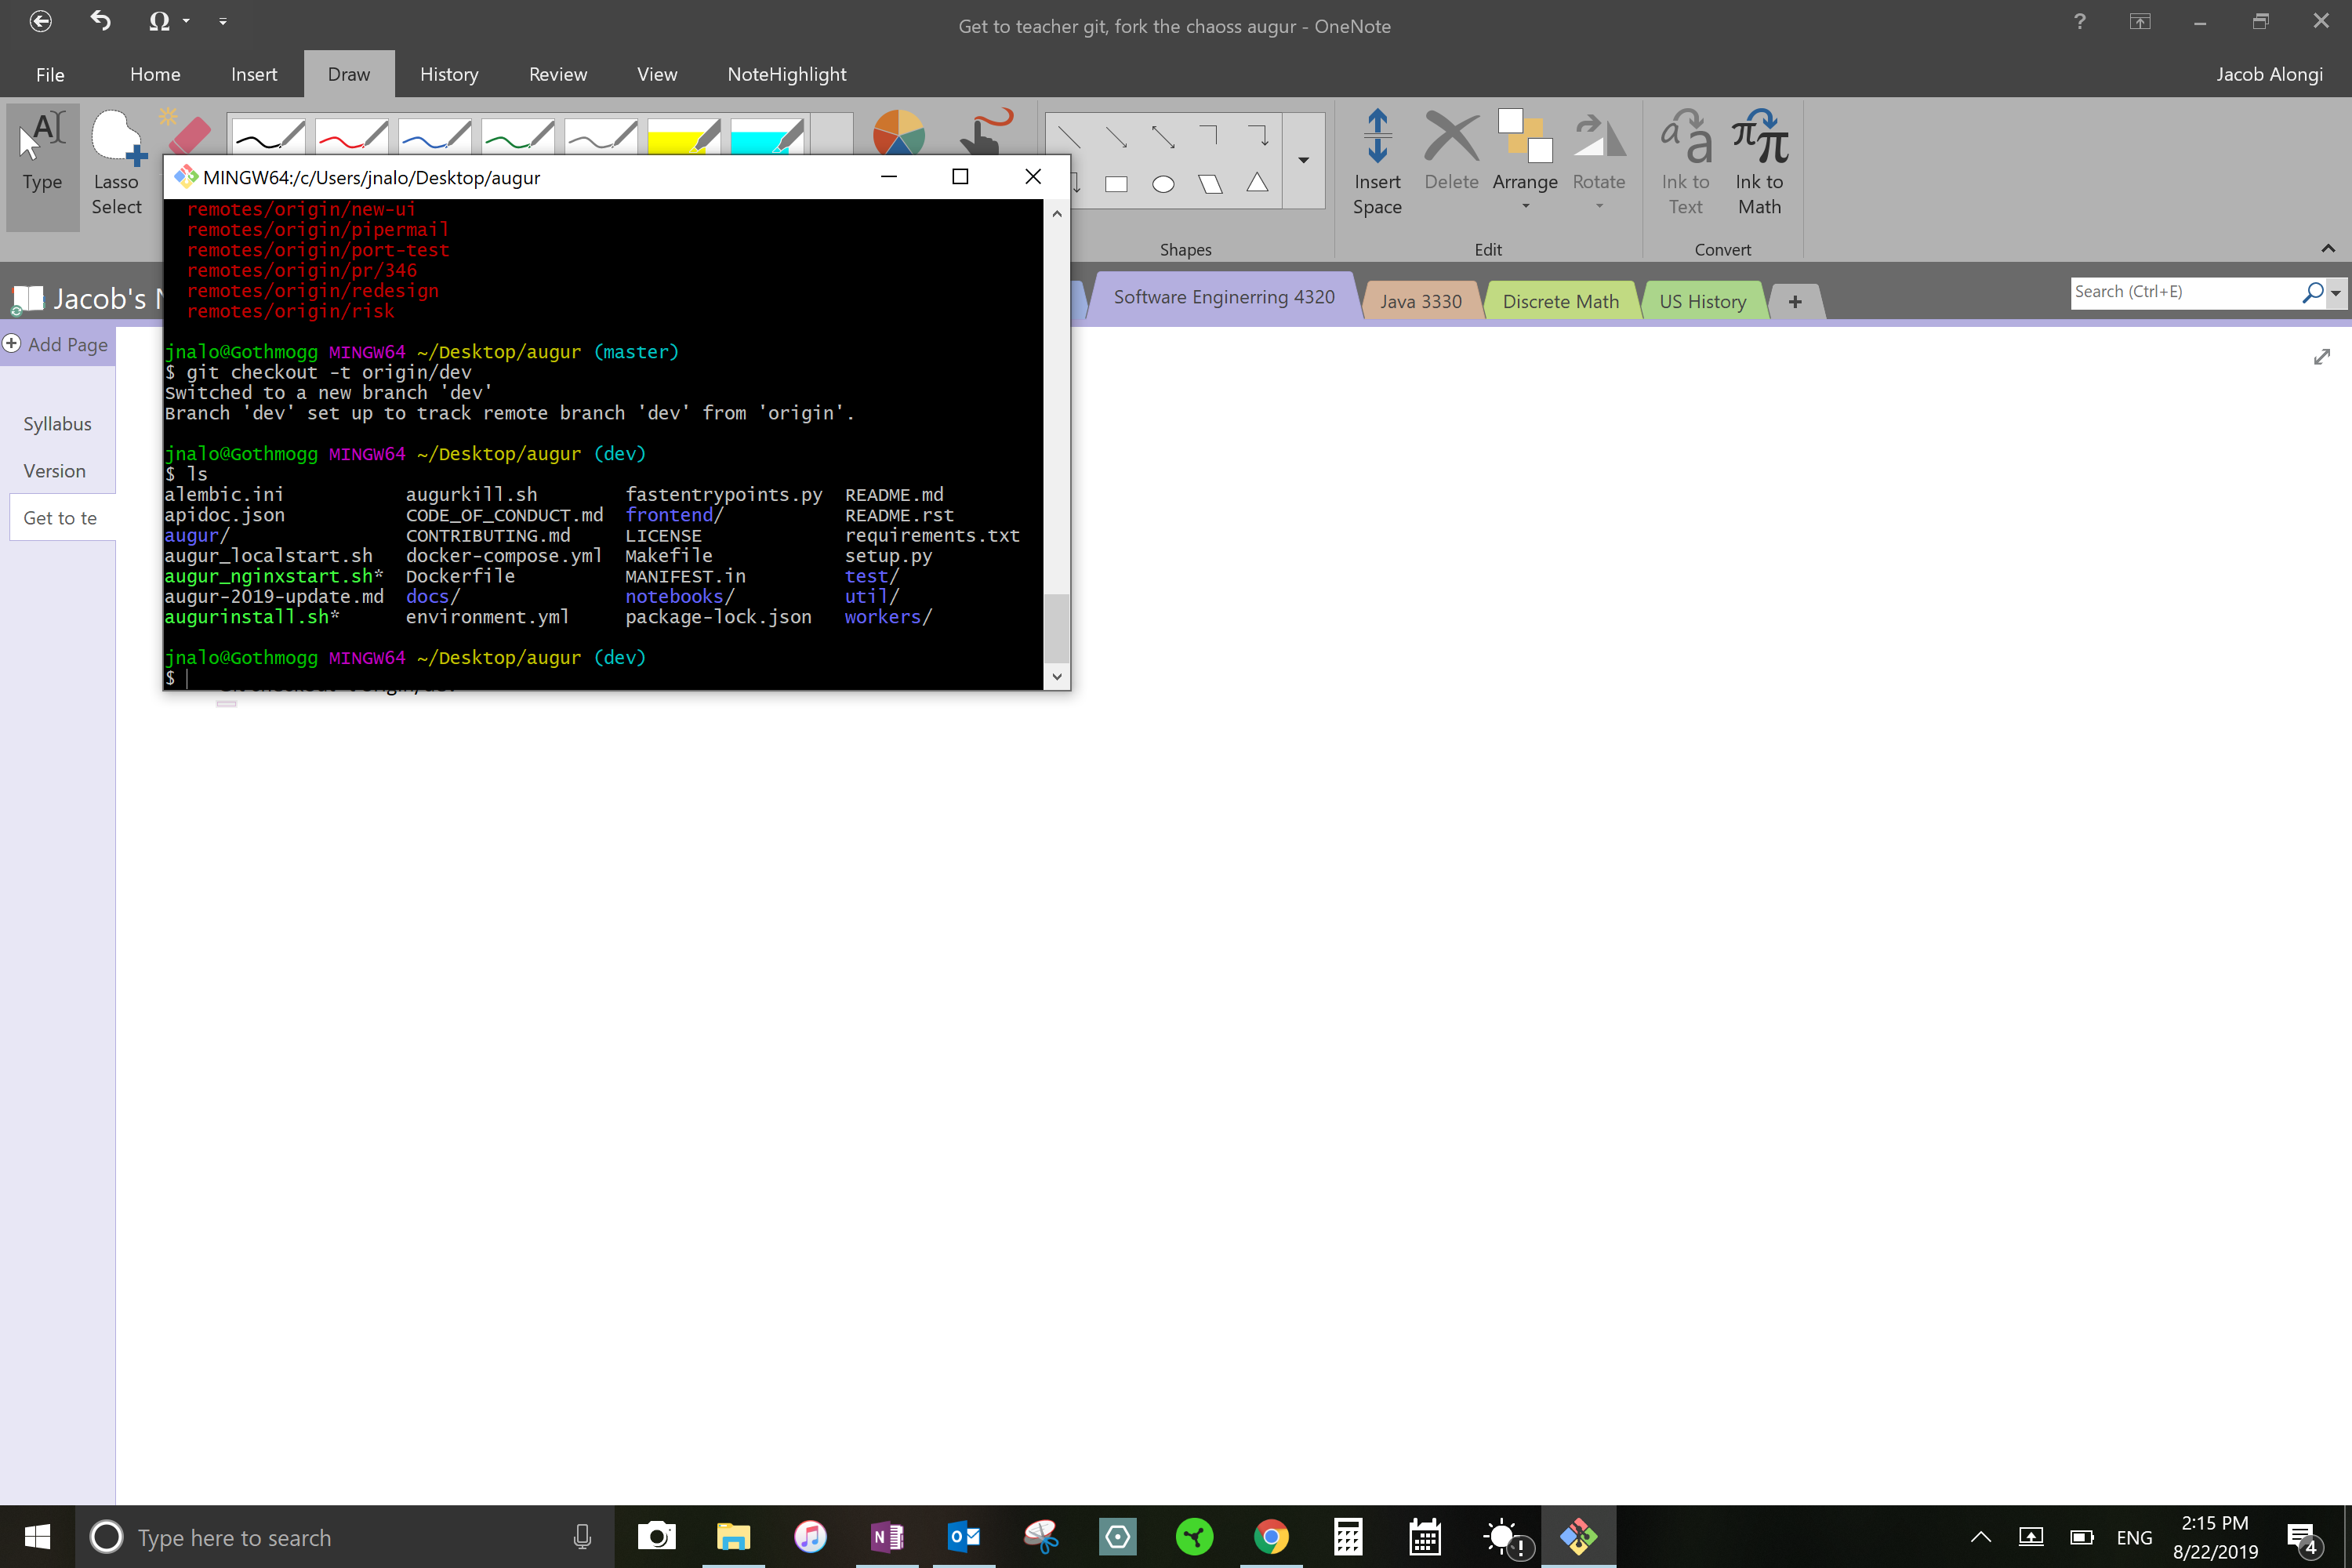 Ω
Get to teacher git, fork the chaoss augur - OneNote
?
File Home Insert Draw History Review View NoteHighlight
Jacob Alongi
Type
Lasso
Select
Insert
Space
Delete
Arrange
Rotate
Ink to
Text
Ink to
Math
Shapes
Edit
Convert
Jacob's
Software Enginerring 4320
Java 3330
Discrete Math
US History
+
Search (Ctrl+E)
Add Page
Syllabus
Version
Get to te
MINGW64:/c/Users/jnalo/Desktop/augur
remotes/origin/new-ui
remotes/origin/pipermail
remotes/origin/port-test
remotes/origin/pr/346
remotes/origin/redesign
remotes/origin/risk
jnalo@Gothmogg MINGW64 ~/Desktop/augur (master)
$ git checkout -t origin/dev
Switched to a new branch 'dev'
Branch 'dev' set up to track remote branch 'dev' from 'origin'.
jnalo@Gothmogg MINGW64 ~/Desktop/augur (dev)
$ ls
alembic.ini augurkill.sh fastentrypoints.py README.md
apidoc.json CODE_OF_CONDUCT.md frontend/ README.rst
augur/ CONTRIBUTING.md LICENSE requirements.txt
augur_localstart.sh docker-compose.yml Makefile setup.py
augur_nginxstart.sh* Dockerfile MANIFEST.in test/
augur-2019-update.md docs/ notebooks/ util/
augurinstall.sh* environment.yml package-lock.json workers/
jnalo@Gothmogg MINGW64 ~/Desktop/augur (dev)
$
Type here to search
ENG
2:15 PM
8/22/2019
4